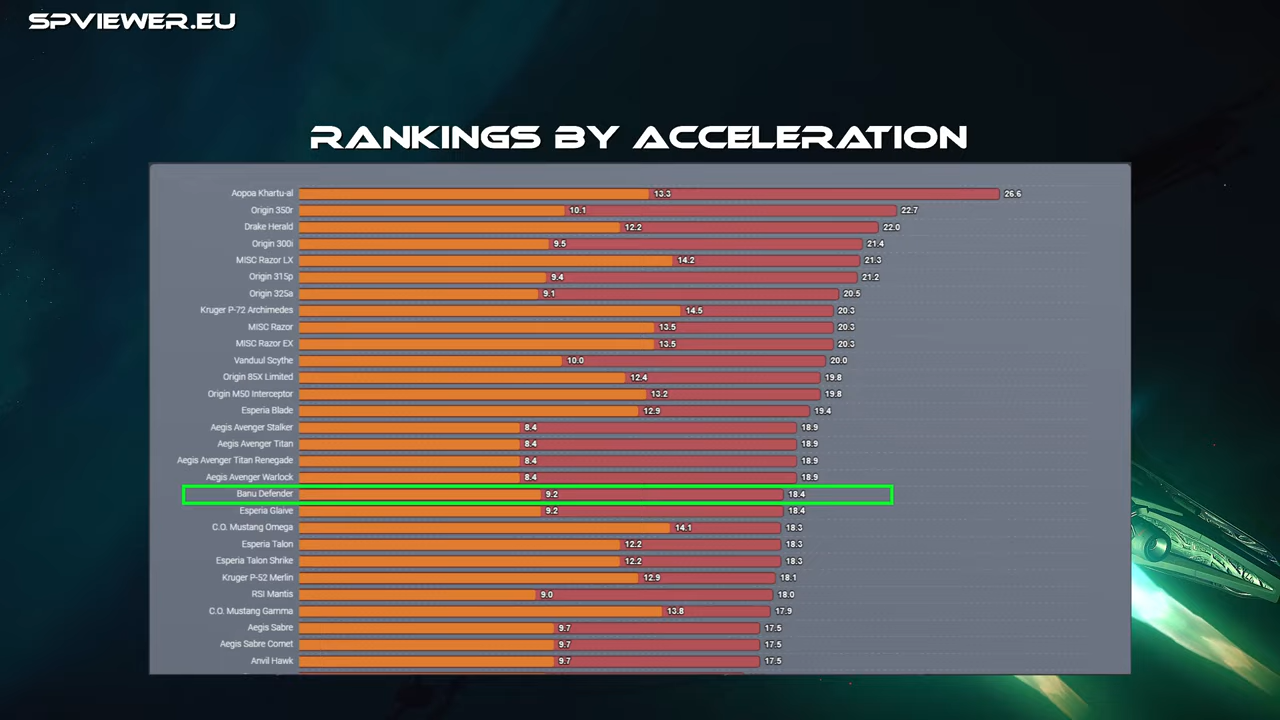 SPVIEWER.EU
RANKINGS BY ACCELERATION
Aopoa Khartu-al 13.3 26.6
Origin 350r 10.1 22.7
Drake Herald 12.2 22.0
Origin 300i 9.5 21.4
MISC Razor LX 14.2 21.3
Origin 315p 9.4 21.2
Origin 325a 9.1 20.5
Kruger P-72 Archimedes 14.5 20.3
MISC Razor 13.5 20.3
MISC Razor EX 13.5 20.3
Vanduul Scythe 10.0 20.0
Origin 85X Limited 12.4 19.8
Origin M50 Interceptor 13.2 19.8
Esperia Blade 12.9 19.4
Aegis Avenger Stalker 8.4 18.9
Aegis Avenger Titan 8.4 18.9
Aegis Avenger Titan Renegade 8.4 18.9
Aegis Avenger Warlock 8.4 18.9
Banu Defender 9.2 18.4
Esperia Glaive 9.2 18.4
C.O. Mustang Omega 14.1 18.3
Esperia Talon 12.2 18.3
Esperia Talon Shrike 12.2 18.3
Kruger P-52 Merlin 12.9 18.1
RSI Mantis 9.0 18.0
C.O. Mustang Gamma 13.8 17.9
Aegis Sabre 9.7 17.5
Aegis Sabre Comet 9.7 17.5
Anvil Hawk 9.7 17.5